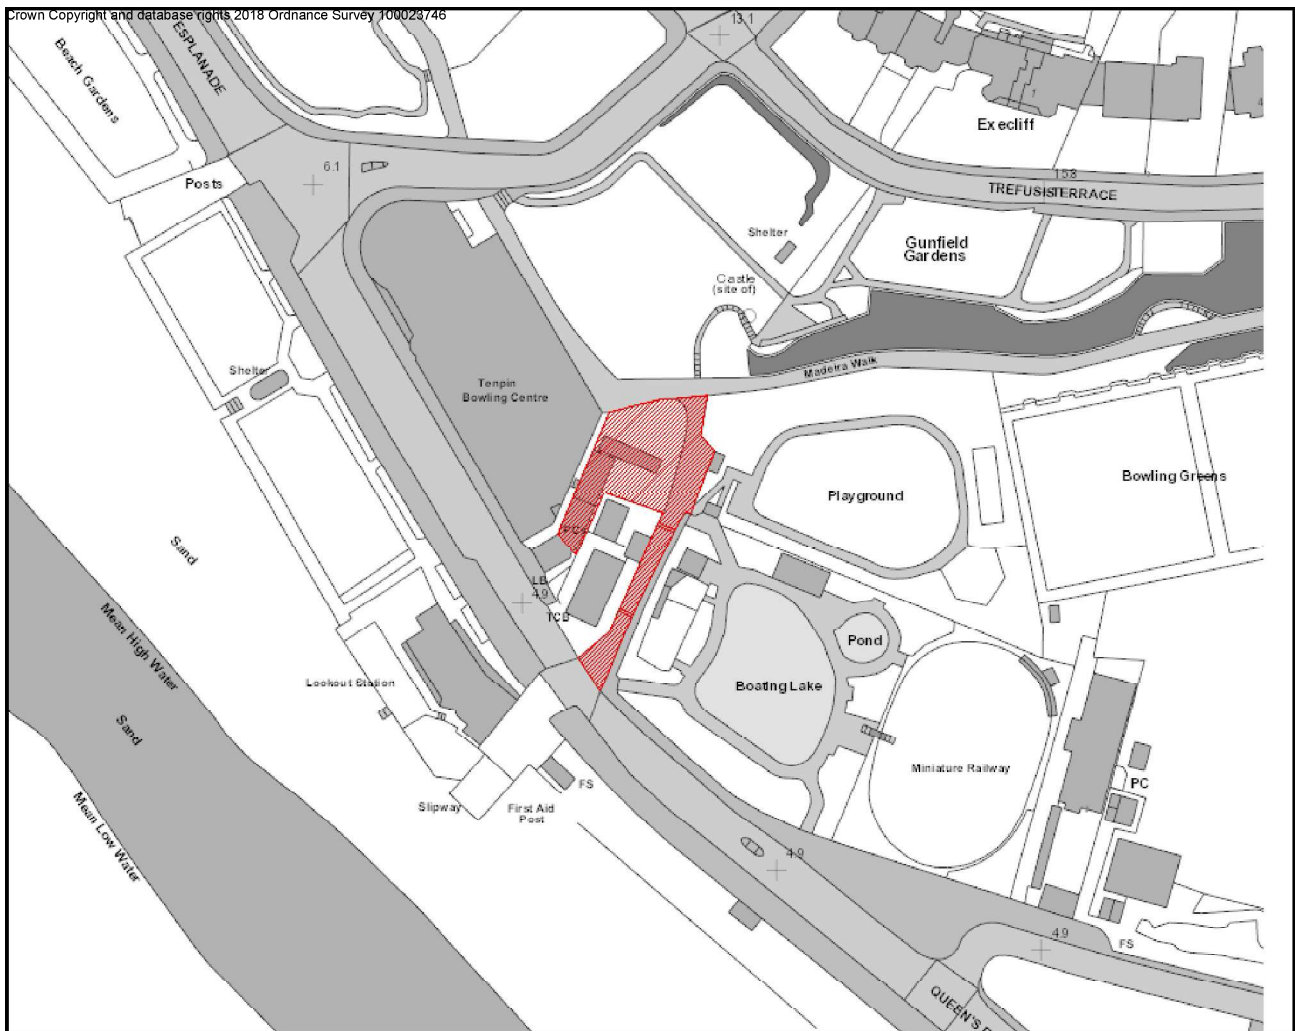 Crown Copyright and database rights 2018 Ordnance Survey 100023746
13.1
ESPLANADE
Beach Gardens
Execliff
6.1
15.8
Posts
TREFUSIS TERRACE
Shelter
Gunfield
Gardens
Castle
(site of)
Shelter
Madeira Walk
Tenpin
Bowling Centre
Bowling Greens
Playground
Sand
LB
4.9
TCB
Mean High Water
Pond
Lookout Station
Boating Lake
Sand
Miniature Railway
PC
FS
Slipway
First Aid
Post
Mean Low Water
4.9
4.9
FS
QUEEN'S